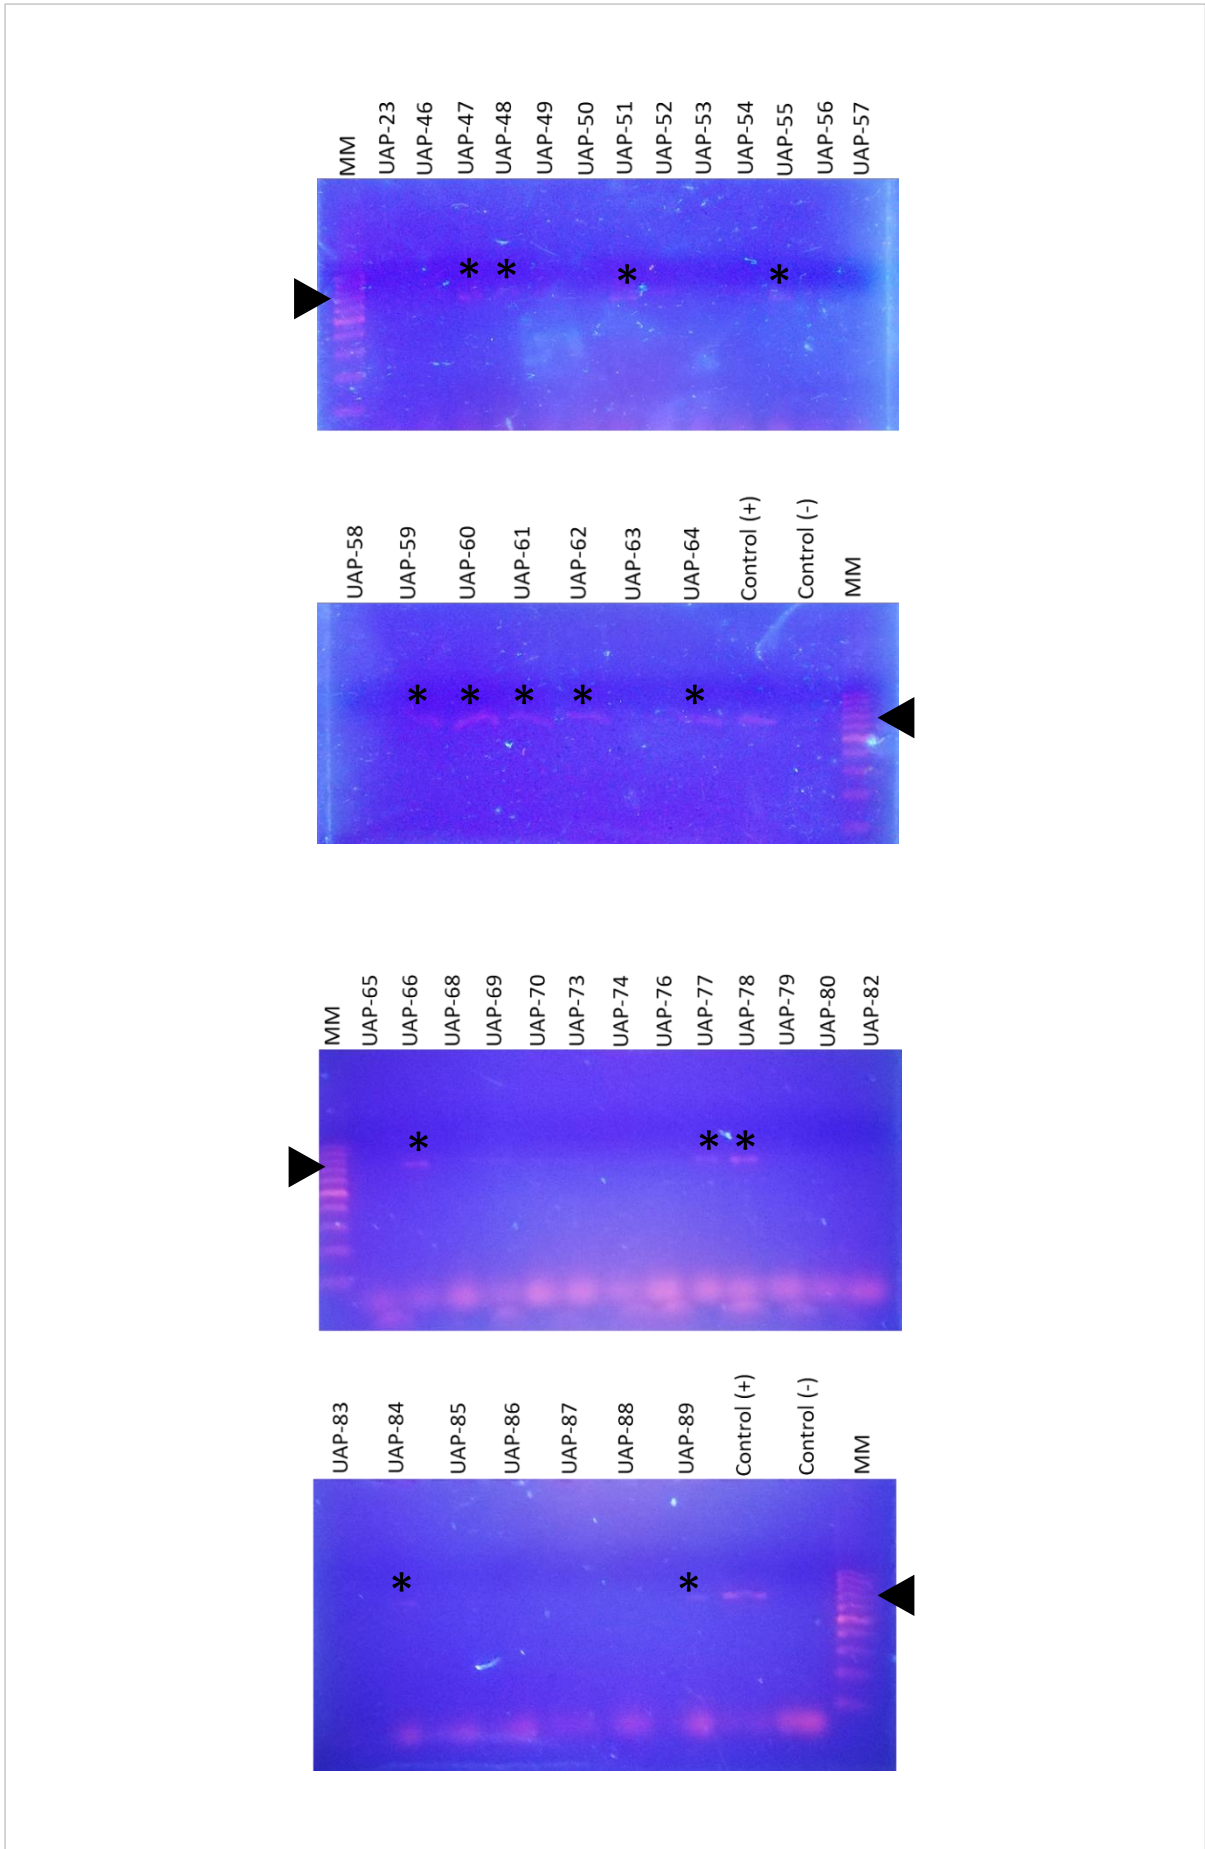 MM
UAP-23
UAP-46
UAP-47
UAP-48
UAP-49
UAP-50
UAP-51
UAP-52
UAP-53
UAP-54
UAP-55
UAP-56
UAP-57
* * * *
UAP-58
UAP-59
UAP-60
UAP-61
UAP-62
UAP-63
UAP-64
Control (+)
Control (-)
MM
* * * * *
MM
UAP-65
UAP-66
UAP-68
UAP-69
UAP-70
UAP-73
UAP-74
UAP-76
UAP-77
UAP-78
UAP-79
UAP-80
UAP-82
* * *
UAP-83
UAP-84
UAP-85
UAP-86
UAP-87
UAP-88
UAP-89
Control (+)
Control (-)
MM
* *